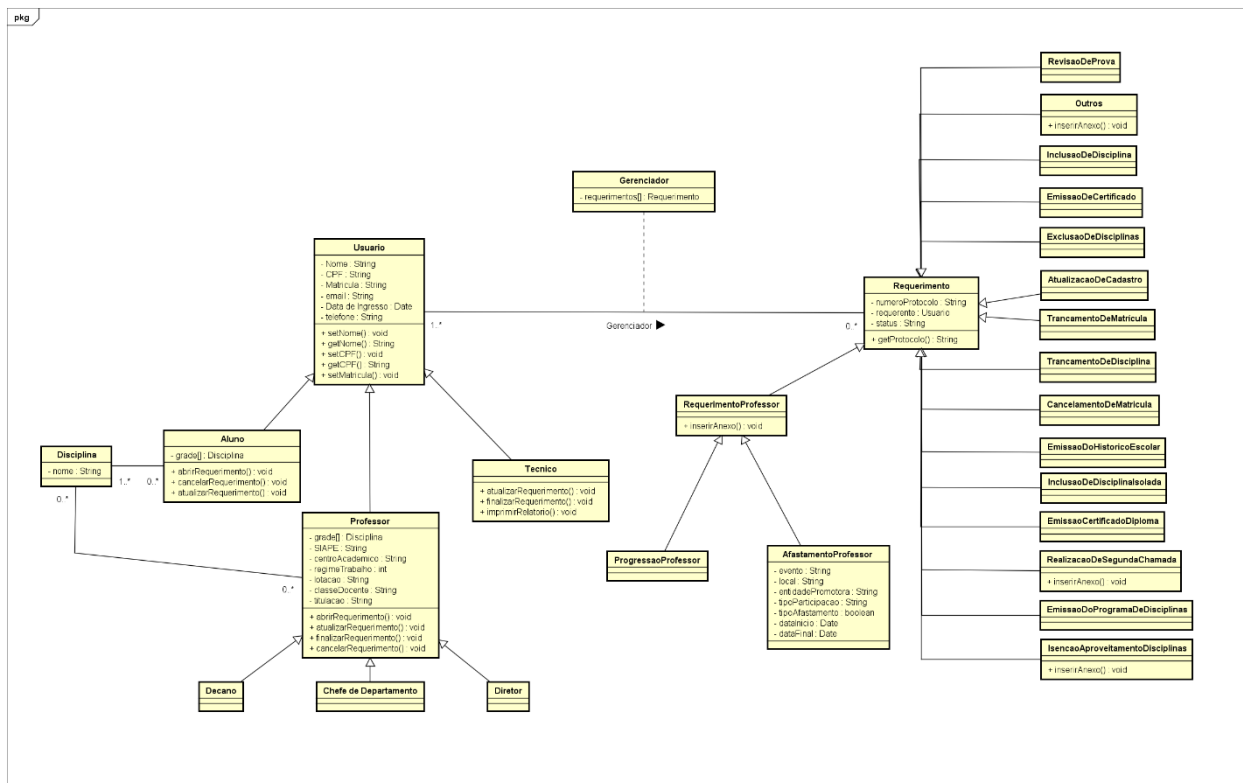 pkg
RevisaoDeProva
Outros
+ inserirAnexo() : void
InclusaoDeDisciplina
EmissaoDeCertificado
ExclusaoDeDisciplinas
AtualizacaoDeCadastro
TrancamentoDeMatricula
TrancamentoDeDisciplina
CancelamentoDeMatricula
EmissaoDoHistoricoEscolar
InclusaoDeDisciplinaIsolada
EmissaoCertificadoDiploma
RealizacaoDeSegundaChamada
+ inserirAnexo() : void
EmissaoDoProgramaDeDisciplinas
IsencaoAproveitamentoDisciplinas
+ inserirAnexo() : void
Gerenciador
- requerimentos[] : Requerimento
Usuario
- Nome : String
- CPF : String
- Matricula : String
- email : String
- Data de Ingresso : Date
- telefone : String
+ setNome() : void
+ getNome() : String
+ setCPF() : void
+ getCPF() : String
+ setMatricula() : void
1..*
Gerenciador
0..*
Requerimento
- numeroProtocolo : String
- requerente : Usuario
- status : String
+ getProtocolo() : String
RequerimentoProfessor
+ inserirAnexo() : void
Disciplina
- nome : String
1..*
0..*
0..*
0..*
Aluno
- grade[] : Disciplina
+ abrirRequerimento() : void
+ cancelarRequerimento() : void
+ atualizarRequerimento() : void
Tecnico
+ atualizarRequerimento() : void
+ finalizarRequerimento() : void
+ imprimirRelatorio() : void
Professor
- grade[] : Disciplina
- SIAPE : String
- centroAcademico : String
- regimeTrabalho : int
- lotacao : String
- classeDocente : String
- titulacao : String
+ abrirRequerimento() : void
+ atualizarRequerimento() : void
+ finalizarRequerimento() : void
+ cancelarRequerimento() : void
ProgressaoProfessor
AfastamentoProfessor
- evento : String
- local : String
- entidadePromotora : String
- tipoParticipacao : String
- tipoAfastamento : boolean
- dataInicio : Date
- dataFinal : Date
Decano
Chefe de Departamento
Diretor